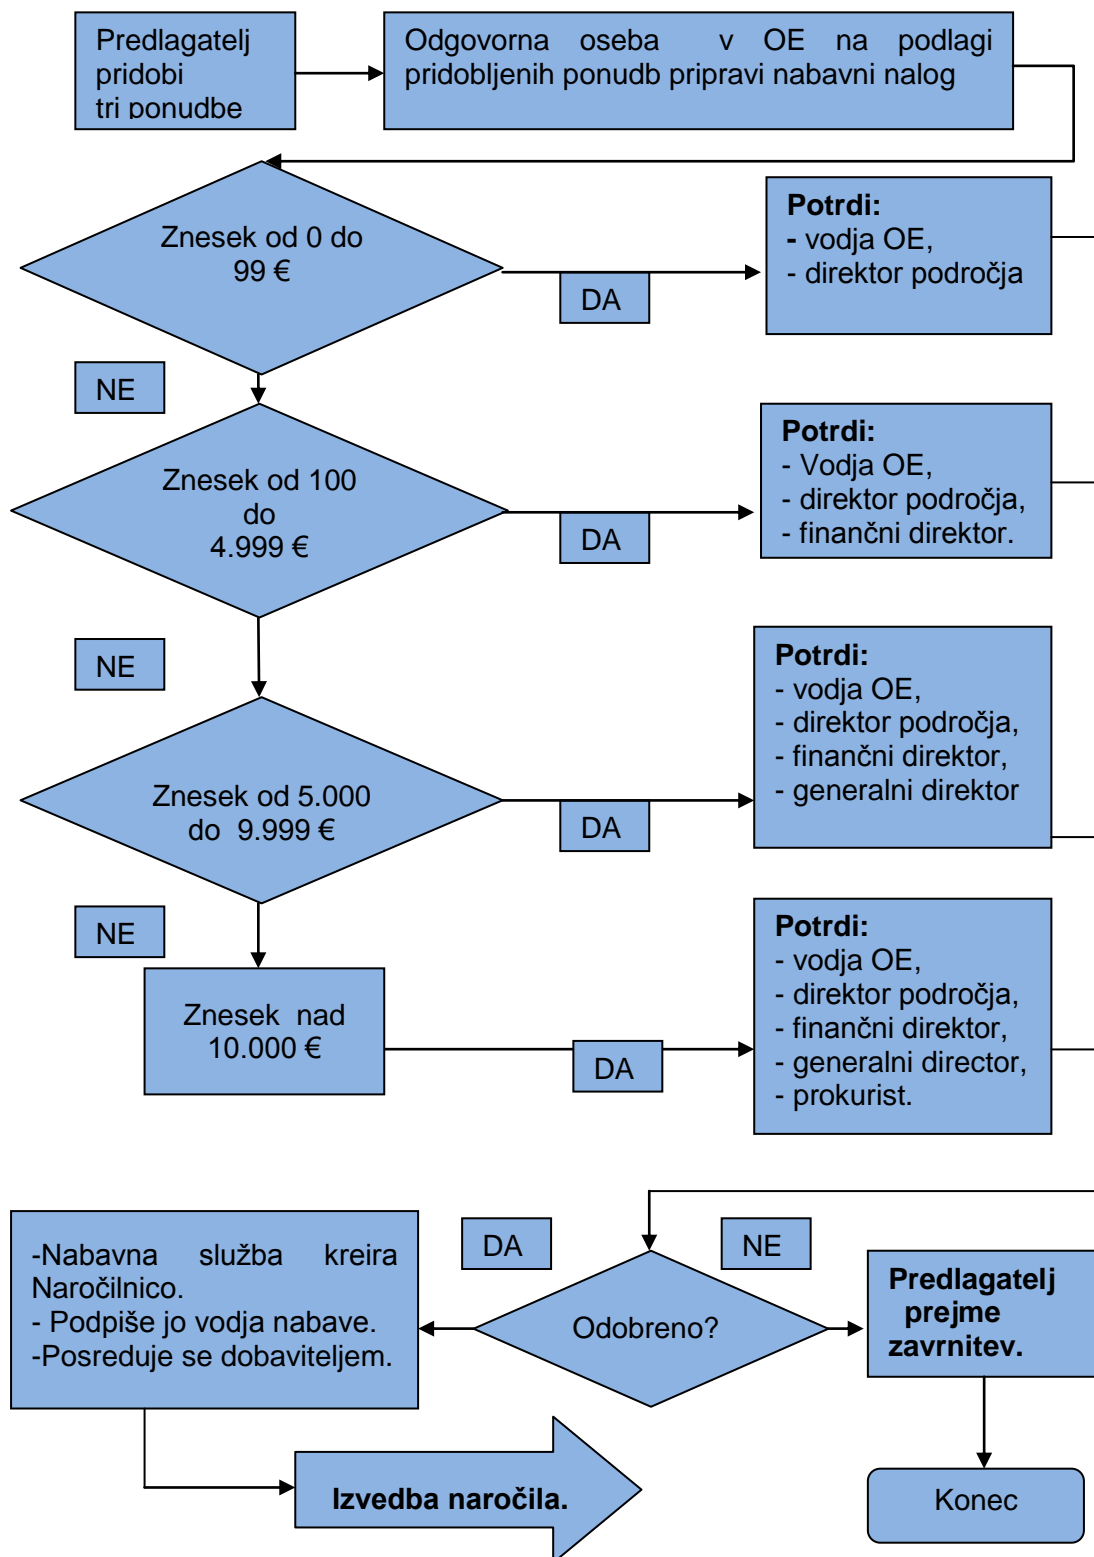 Predlagatelj
pridobi
tri ponudbe
Odgovorna oseba v OE na podlagi
pridobljenih ponudb pripravi nabavni nalog
Znesek od 0 do
99 €
DA
Potrdi:
- vodja OE,
- direktor področja
NE
Znesek od 100
do
4.999 €
DA
Potrdi:
- Vodja OE,
- direktor področja,
- finančni direktor.
NE
Znesek od 5.000
do 9.999 €
DA
Potrdi:
- vodja OE,
- direktor področja,
- finančni direktor,
- generalni direktor
NE
Znesek nad
10.000 €
DA
Potrdi:
- vodja OE,
- direktor področja,
- finančni direktor,
- generalni director,
- prokurist.
-Nabavna služba kreira
Naročilnico.
- Podpiše jo vodja nabave.
-Posreduje se dobaviteljem.
DA
NE
Odobreno?
Predlagatelj
prejme
zavrnitev.
Izvedba naročila.
Konec